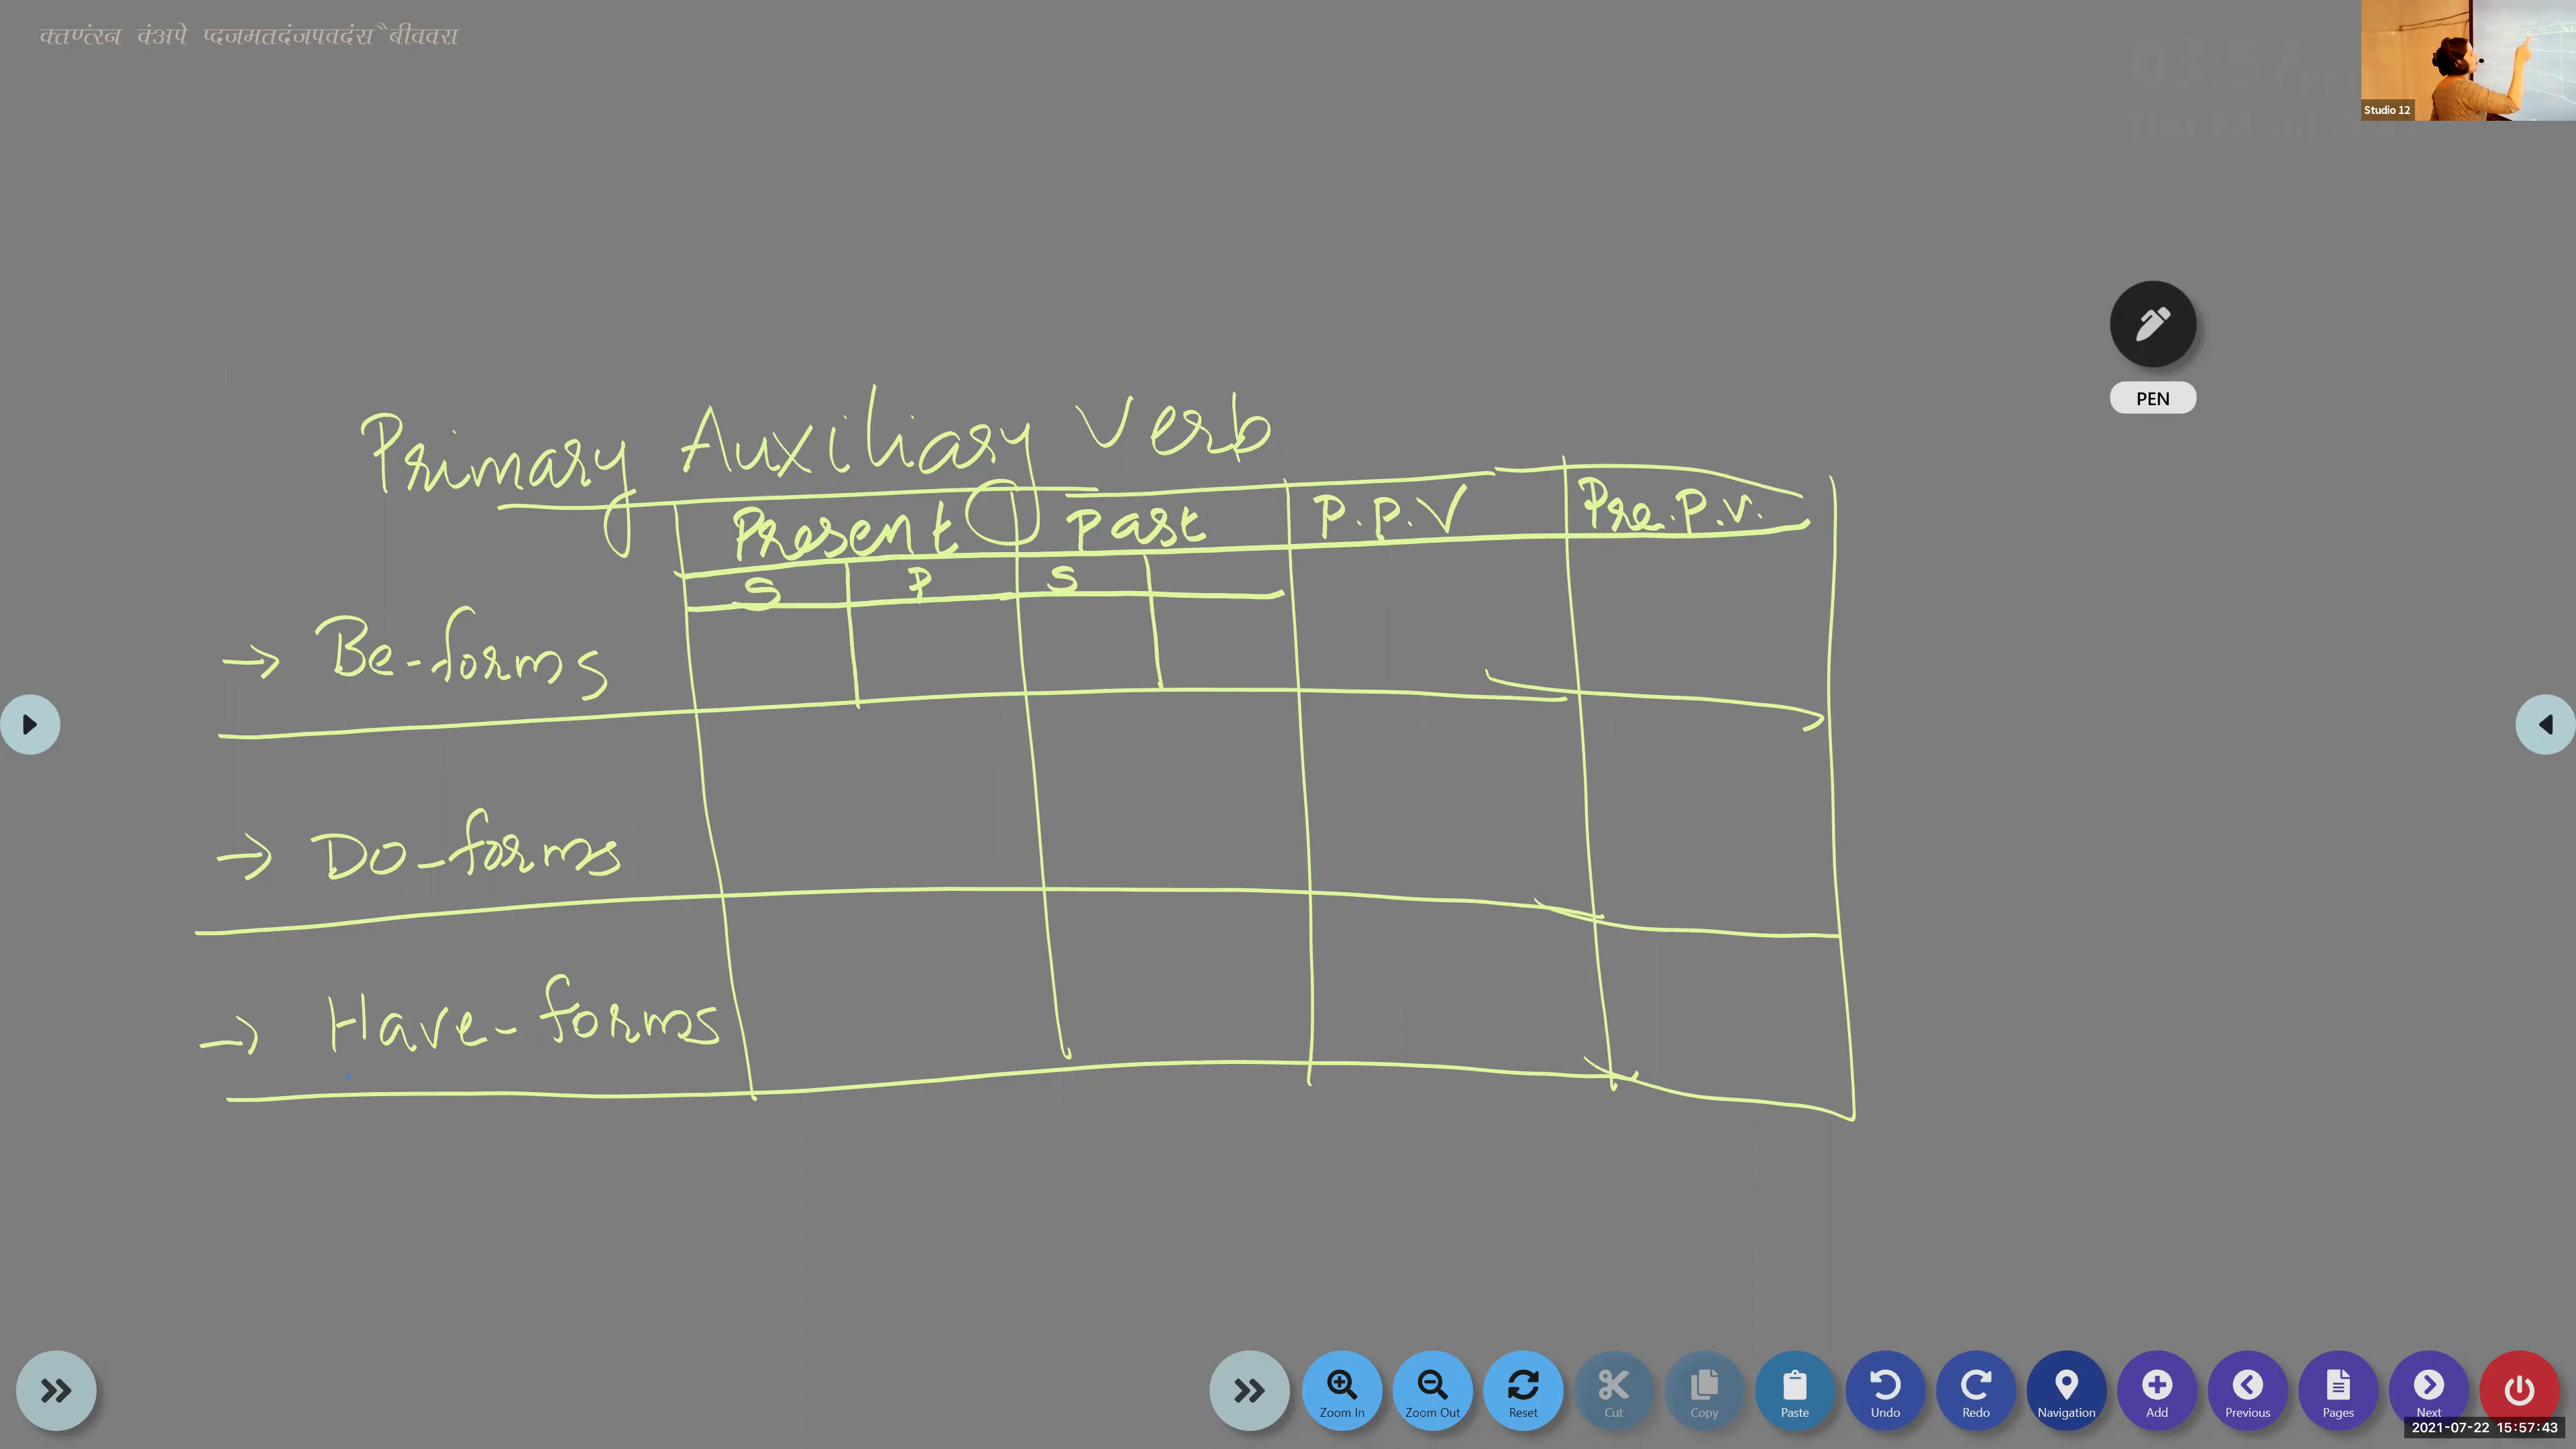 क्तण्ंत्न क्ंअपे प्दजमतदंजपवदंस ैबीववस
Studio 12
PEN
Primary Auxiliary Verb
Present Past P.P.V Pre.P.V.
S P S
→ Be-forms
→ Do-forms
→ Have-forms
Zoom In Zoom Out Reset Cut Copy Paste Undo Redo Navigation Add Previous Pages Next
2021-07-22 15:57:43